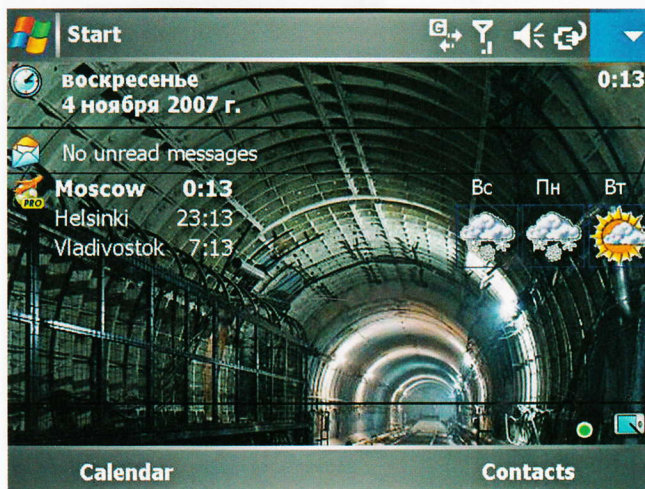 Start
G
воскресенье 0:13
4 ноября 2007 г.
No unread messages
Moscow 0:13 Вс Пн Вт
PRO
Helsinki 23:13
Vladivostok 7:13
Calendar Contacts